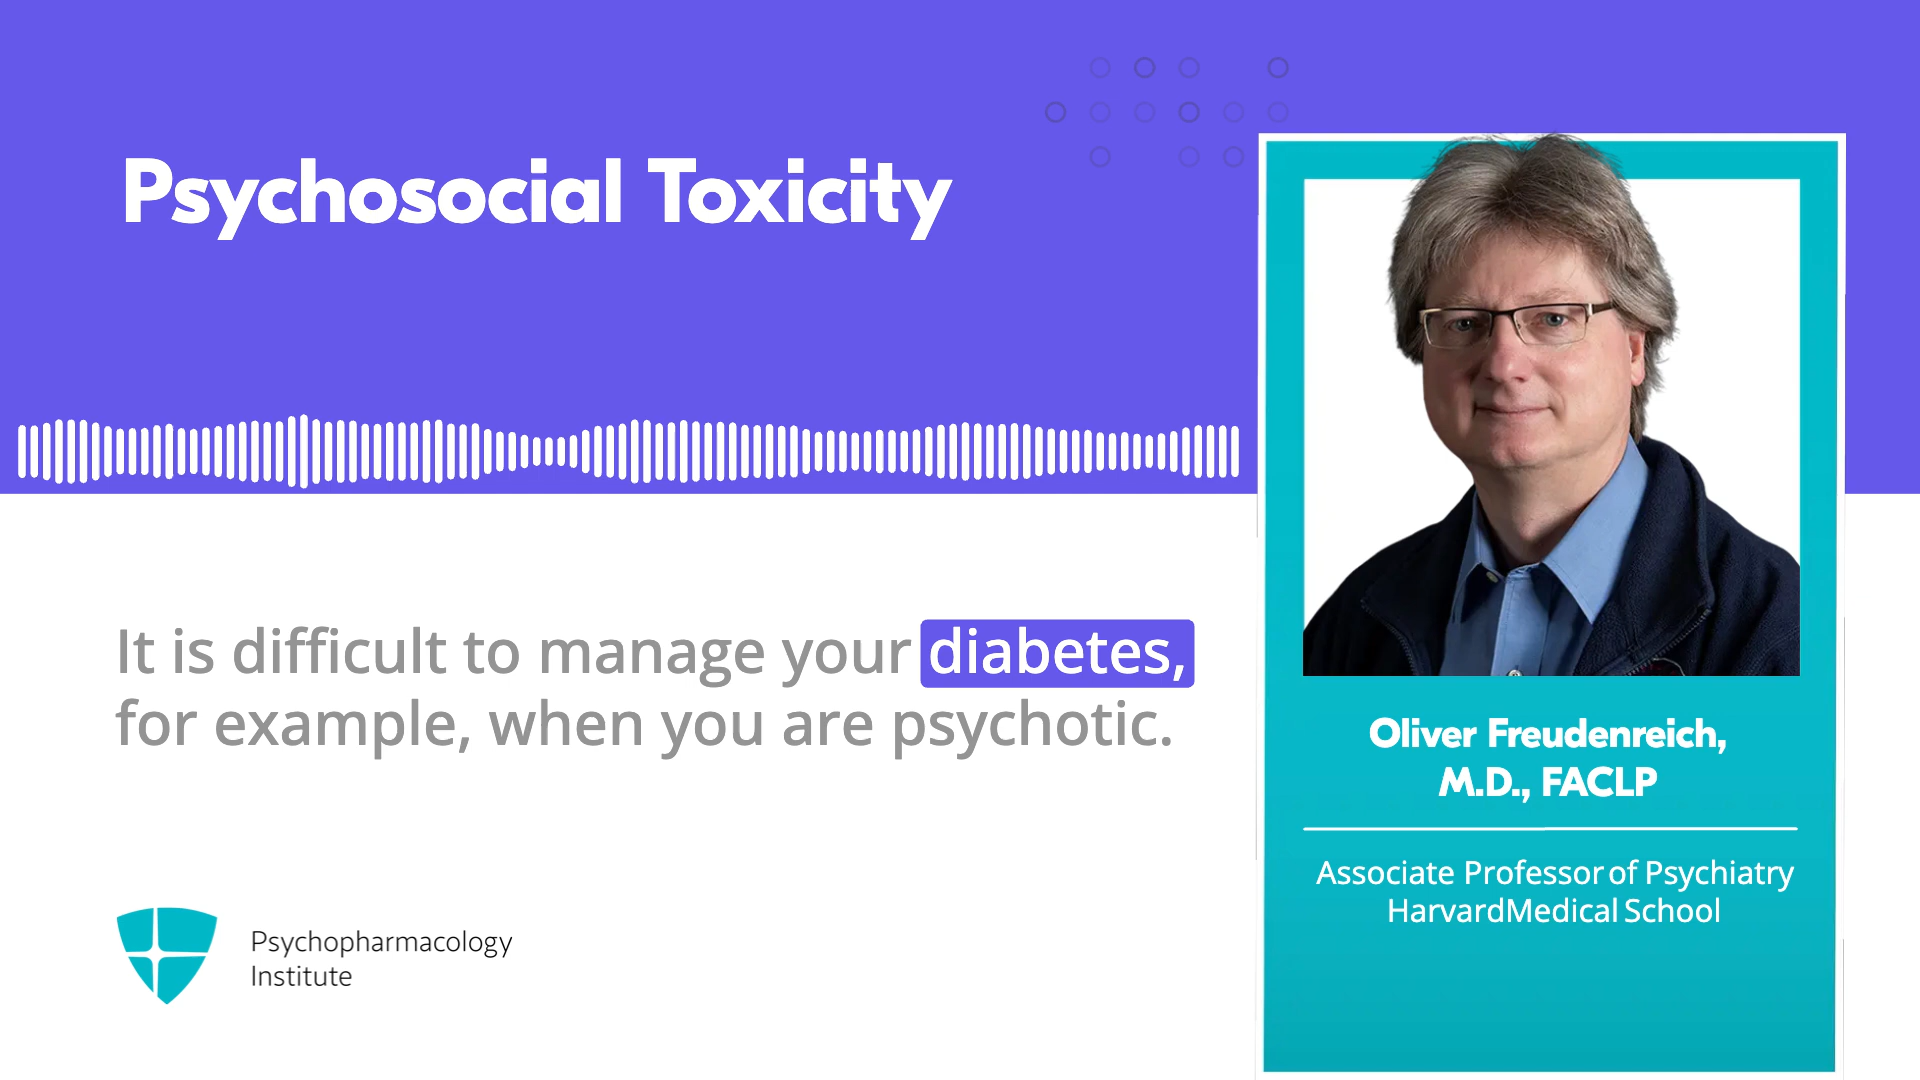 Psychosocial Toxicity
It is difficult to manage your diabetes,
for example, when you are psychotic.
Psychopharmacology
Institute
Oliver Freudenreich,
M.D., FACLP
Associate Professor of Psychiatry
HarvardMedical School